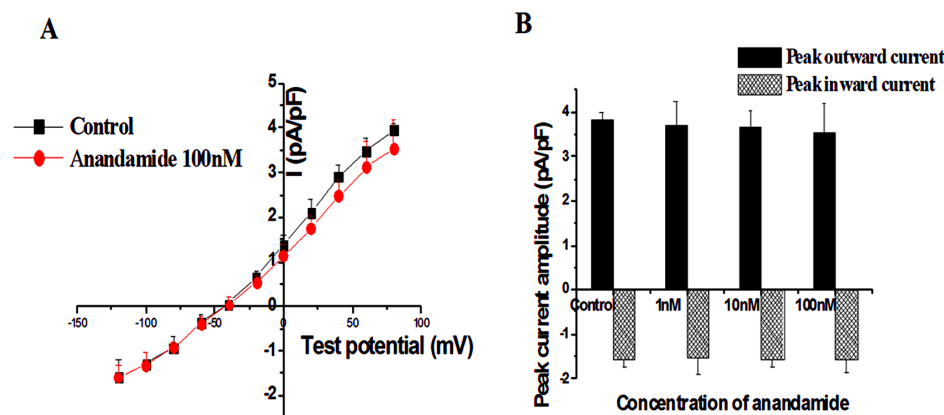 A
Control
Anandamide 100nM
I (pA/pF)
5
4
3
2
1
0
-1
-2
-150
-100
-50
0
50
100
Test potential (mV)
B
Peak outward current
Peak inward current
Peak current amplitude (pA/pF)
4
3
2
1
0
-1
-2
Control
1nM
10nM
100nM
Concentration of anandamide